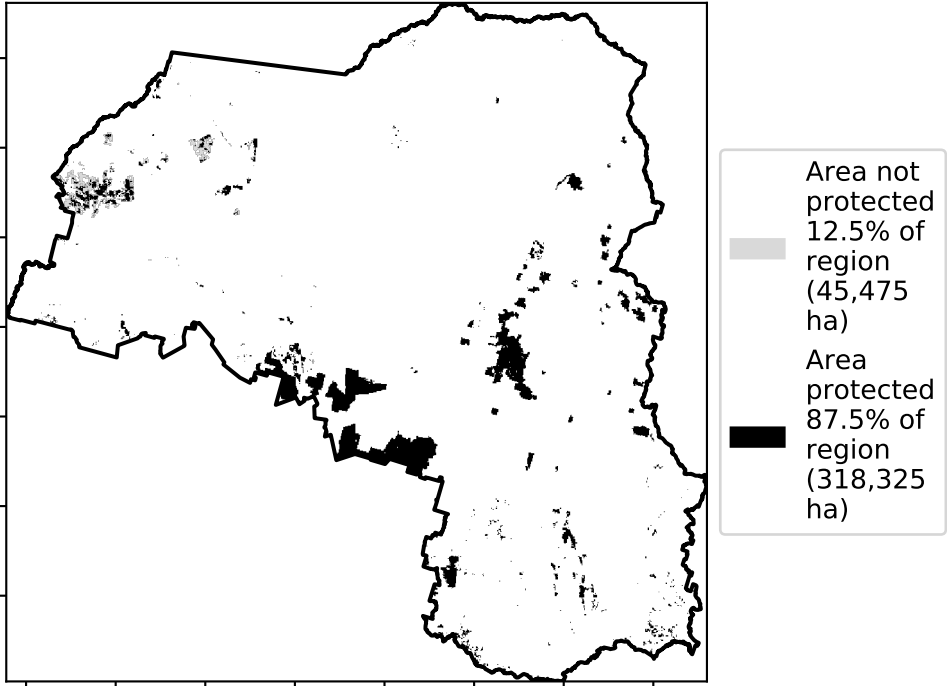 Area not
protected
12.5% of
region
(45,475
ha)
Area
protected
87.5% of
region
(318,325
ha)